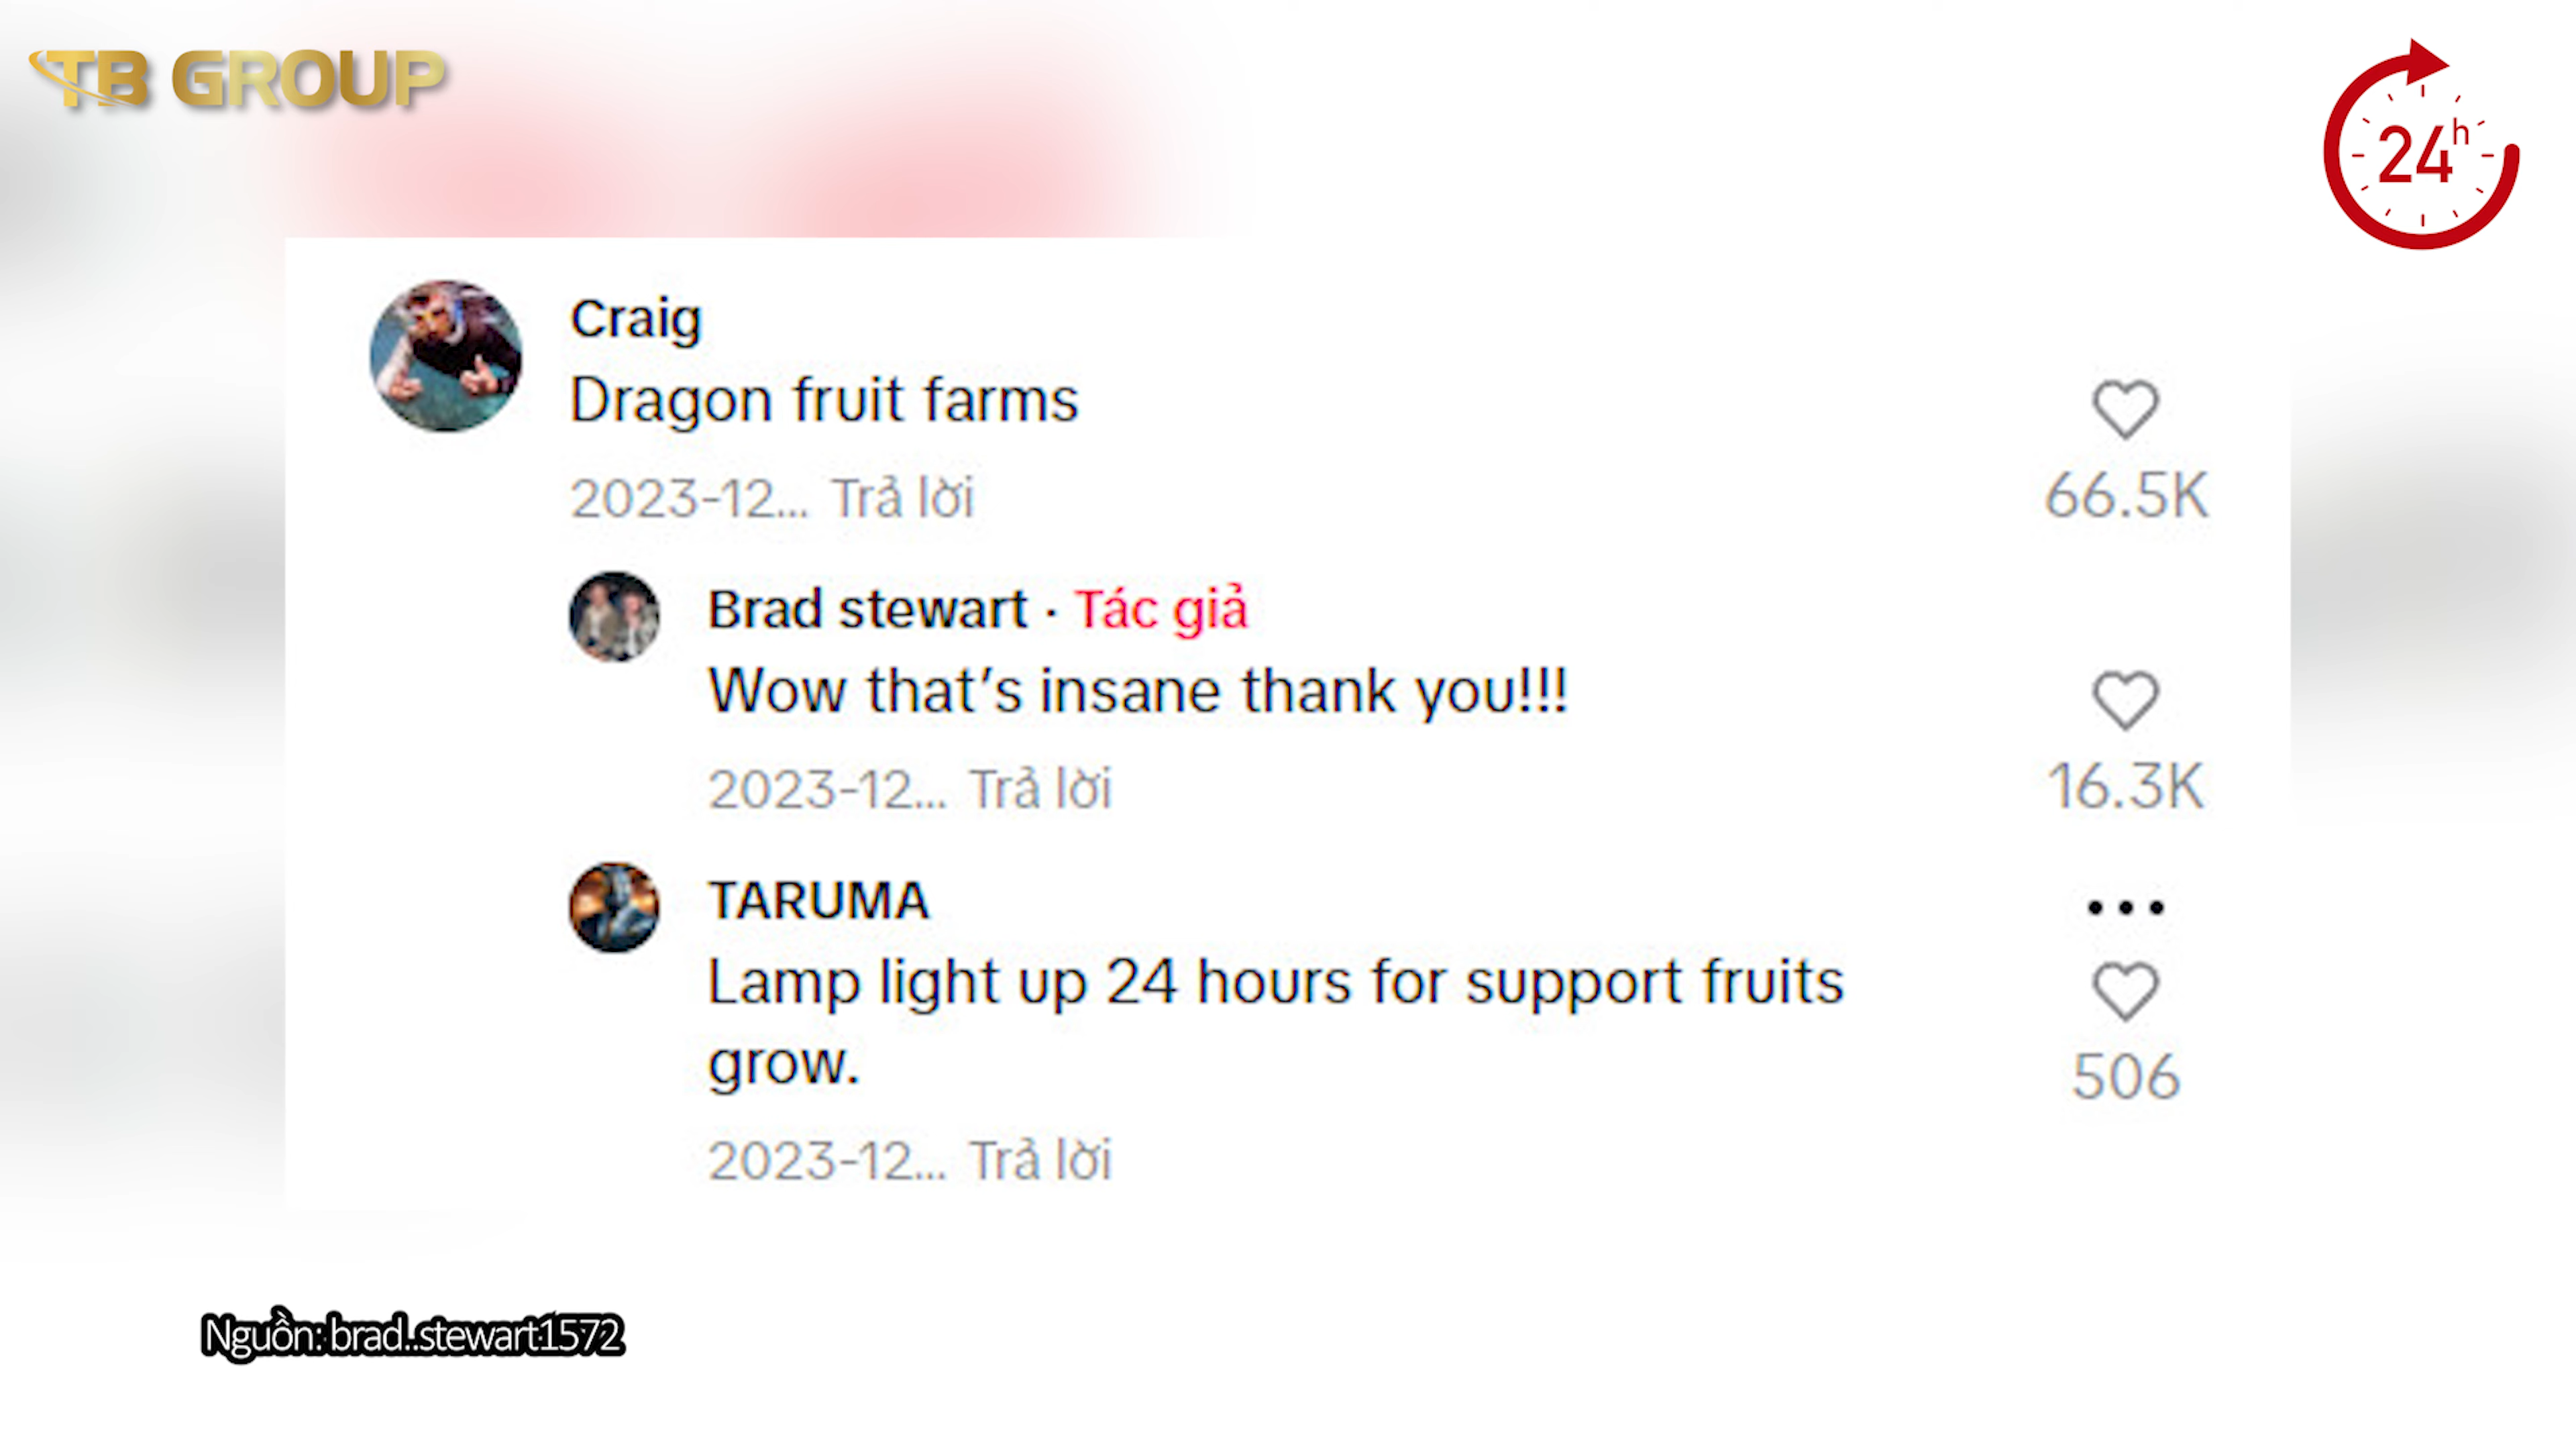 TB GROUP
24h
Craig
Dragon fruit farms
2023-12... Trả lời
66.5K
Brad stewart · Tác giả
Wow that's insane thank you!!!
2023-12... Trả lời
16.3K
TARUMA
Lamp light up 24 hours for support fruits
grow.
506
2023-12... Trả lời
Nguồn: brad..stewart1572